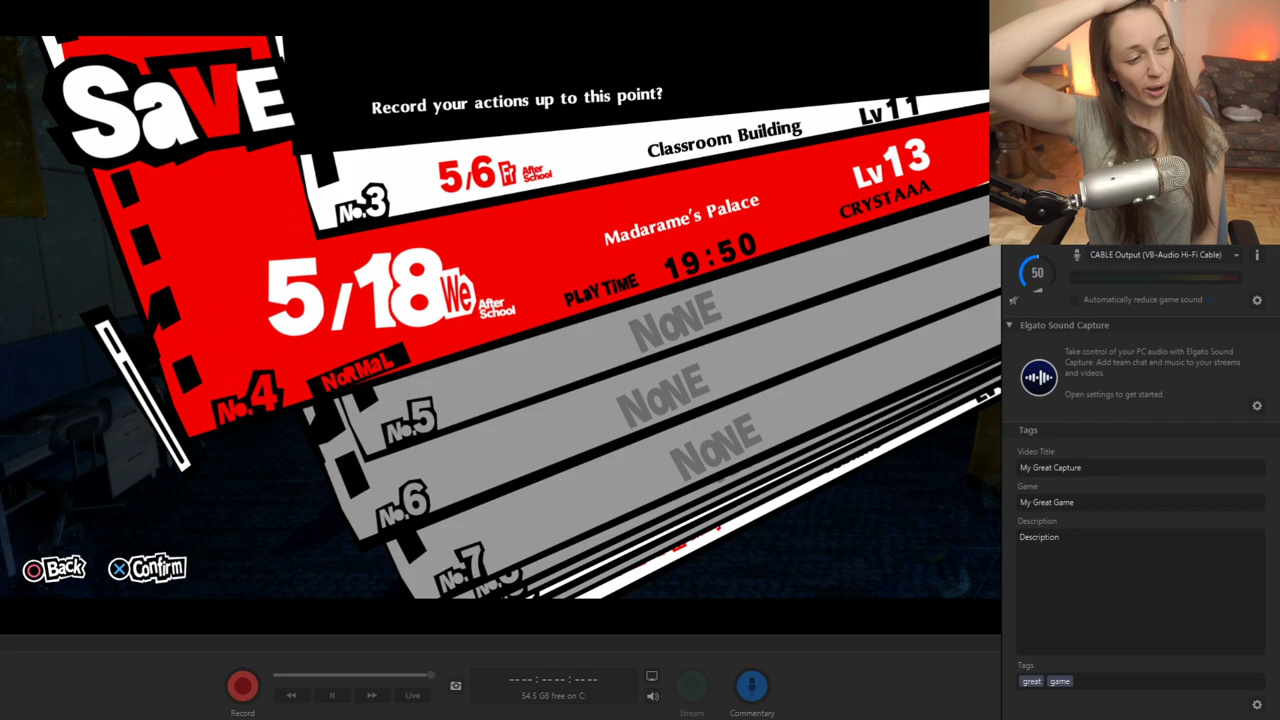 SaVE
Record your actions up to this point?
No.3
5/6 Fr After School
Classroom Building
Lv11
No.4
5/18 We After School
Madarame's Palace
Lv13
CRYSTAAA
PLaY TiME 19:50
NoRMaL
No.5
NoNE
No.6
NoNE
No.7
NoNE
Back
Confirm
CABLE Output (VB-Audio Hi-Fi Cable)
50
Automatically reduce game sound
Elgato Sound Capture
Take control of your PC audio with Elgato Sound
Capture. Add team chat and music to your streams
and videos.
Open settings to get started.
Tags
Video Title
My Great Capture
Game
My Great Game
Description
Description
Tags
great game
Live
-- -- : -- -- : -- --
54.5 GB free on C:
Record
Stream
Commentary